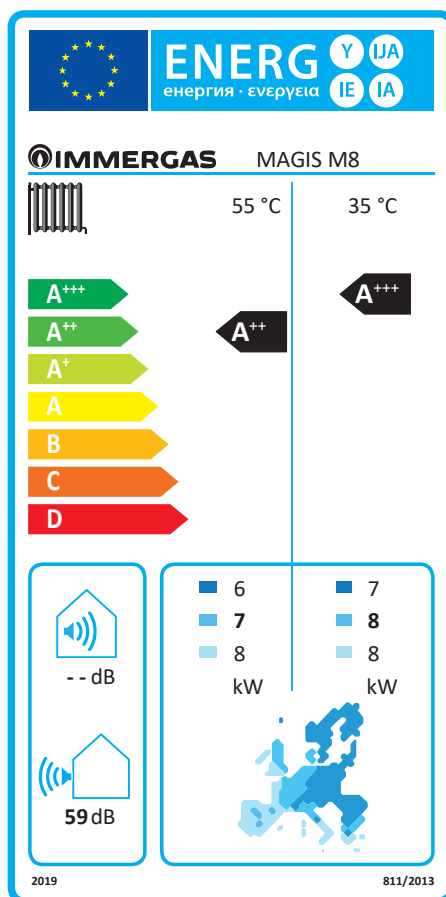 ENERG Y IJA
енергия · ενεργεια IE IA
IMMERGAS MAGIS M8
55 °C 35 °C
A+++ A+++
A++ A++
A+
A
B
C
D
6 7
7 8
8 8
kW kW
-- dB
59 dB
2019 811/2013